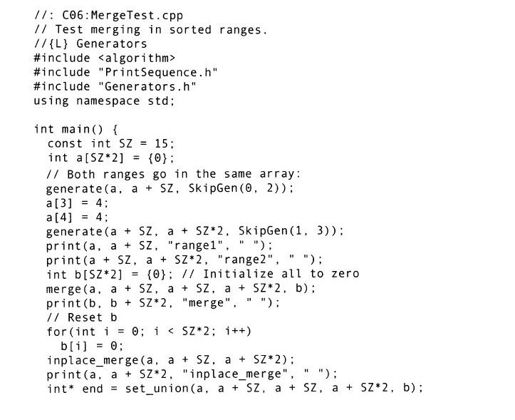 //: C06:MergeTest.cpp
// Test merging in sorted ranges.
//{L} Generators
#include <algorithm>
#include "PrintSequence.h"
#include "Generators.h"
using namespace std;

int main() {
  const int SZ = 15;
  int a[SZ*2] = {0};
  // Both ranges go in the same array:
  generate(a, a + SZ, SkipGen(0, 2));
  a[3] = 4;
  a[4] = 4;
  generate(a + SZ, a + SZ*2, SkipGen(1, 3));
  print(a, a + SZ, "range1", " ");
  print(a + SZ, a + SZ*2, "range2", " ");
  int b[SZ*2] = {0}; // Initialize all to zero
  merge(a, a + SZ, a + SZ, a + SZ*2, b);
  print(b, b + SZ*2, "merge", " ");
  // Reset b
  for(int i = 0; i < SZ*2; i++)
    b[i] = 0;
  inplace_merge(a, a + SZ, a + SZ*2);
  print(a, a + SZ*2, "inplace_merge", " ");
  int* end = set_union(a, a + SZ, a + SZ, a + SZ*2, b);